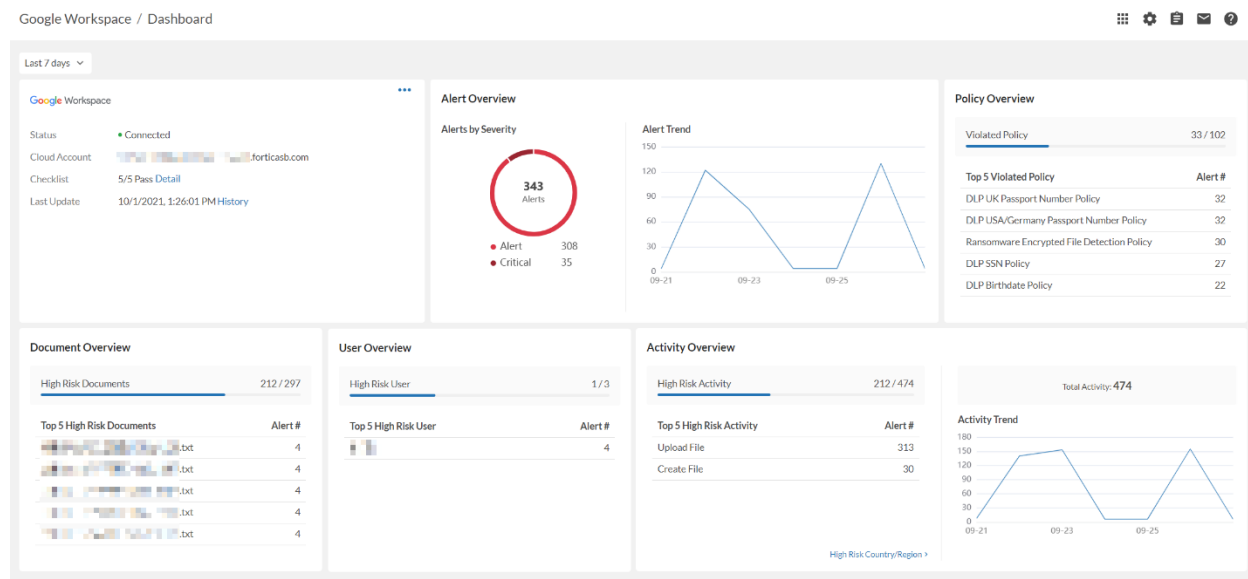 Google Workspace / Dashboard
Last 7 days
Google Workspace
Status Connected
Cloud Account .forticasb.com
Checklist 5/5 Pass Detail
Last Update 10/1/2021, 1:26:01 PM History
Alert Overview
Alerts by Severity
343
Alerts
Alert 308
Critical 35
Alert Trend
150
120
90
60
30
0
09-21 09-23 09-25
Policy Overview
Violated Policy 33 / 102
Top 5 Violated Policy Alert #
DLP UK Passport Number Policy 32
DLP USA/Germany Passport Number Policy 32
Ransomware Encrypted File Detection Policy 30
DLP SSN Policy 27
DLP Birthdate Policy 22
Document Overview
High Risk Documents 212 / 297
Top 5 High Risk Documents Alert #
.txt 4
.txt 4
.txt 4
.txt 4
.txt 4
User Overview
High Risk User 1 / 3
Top 5 High Risk User Alert #
4
Activity Overview
High Risk Activity 212 / 474
Top 5 High Risk Activity Alert #
Upload File 313
Create File 30
High Risk Country/Region >
Total Activity: 474
Activity Trend
180
150
120
90
60
30
0
09-21 09-23 09-25